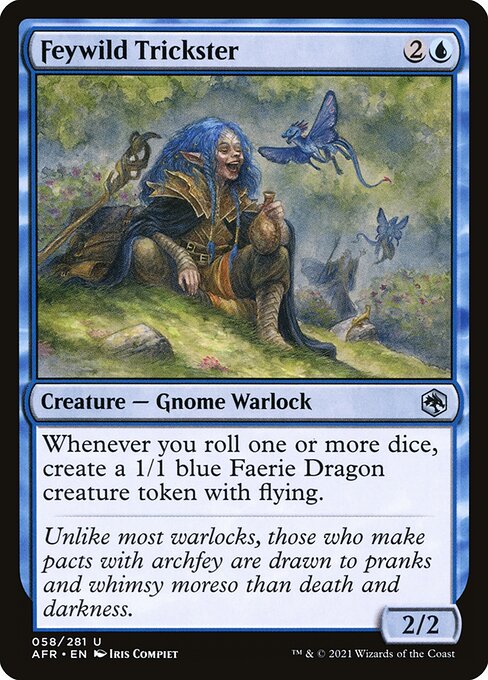 Feywild Trickster 2
Creature — Gnome Warlock
Whenever you roll one or more dice,
create a 1/1 blue Faerie Dragon
creature token with flying.
Unlike most warlocks, those who make
pacts with archfey are drawn to pranks
and whimsy moreso than death and
darkness.
2/2
058/281 U
AFR • EN Iris Compiet
™ & © 2021 Wizards of the Coast